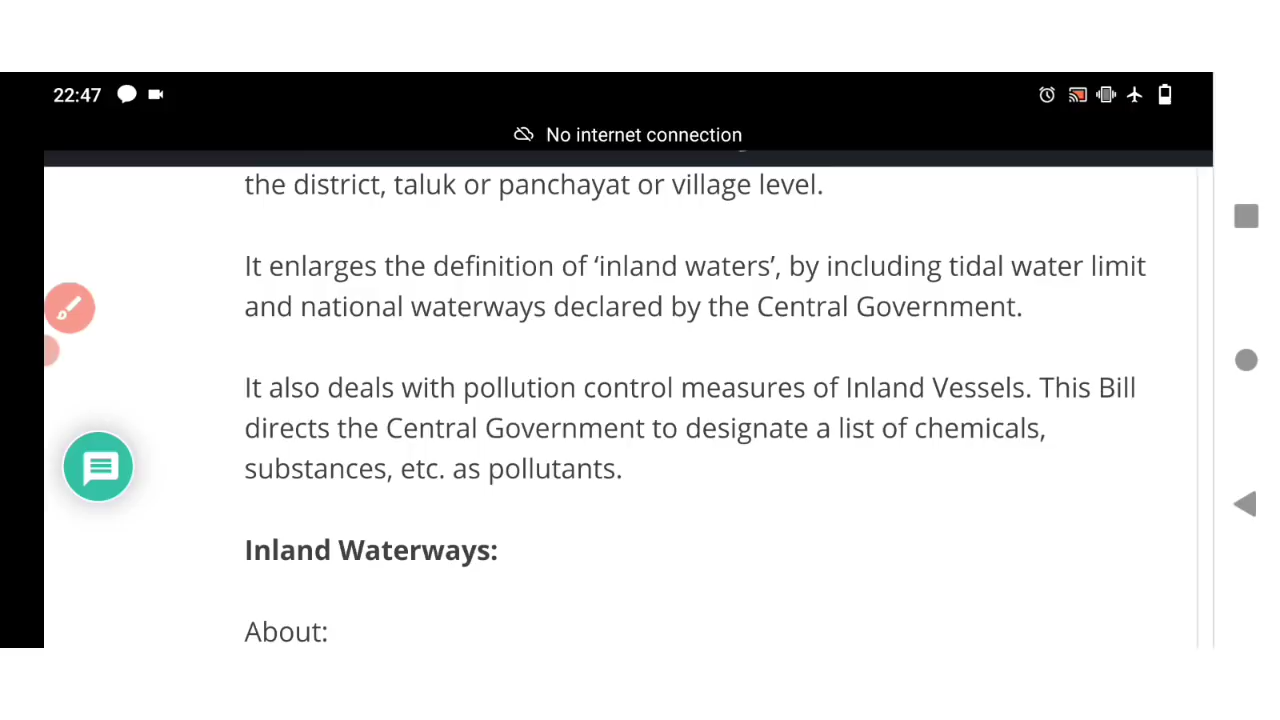 22:47
No internet connection
the district, taluk or panchayat or village level.
It enlarges the definition of ‘inland waters’, by including tidal water limit
and national waterways declared by the Central Government.
It also deals with pollution control measures of Inland Vessels. This Bill
directs the Central Government to designate a list of chemicals,
substances, etc. as pollutants.
Inland Waterways:
About: